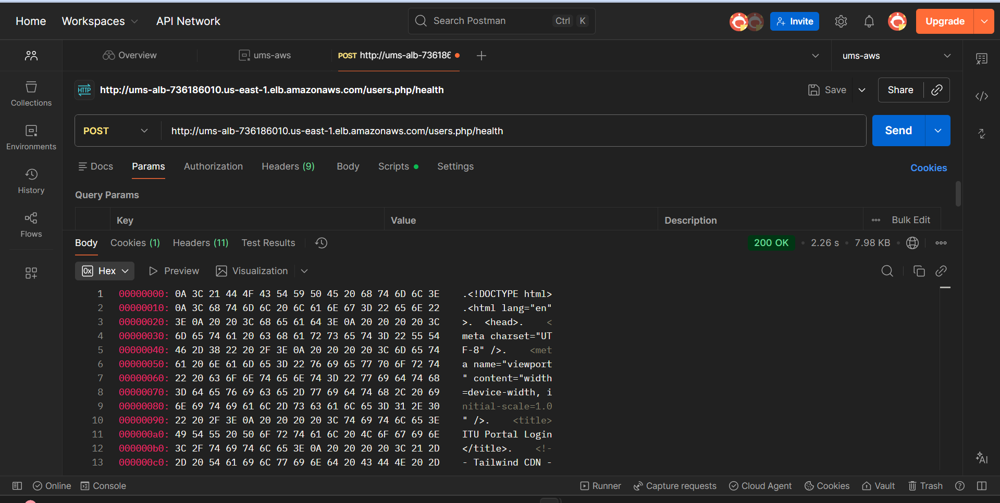 Home Workspaces API Network Search Postman Ctrl K Invite Upgrade
Overview ums-aws POST http://ums-alb-736186 ums-aws
HTTP http://ums-alb-736186010.us-east-1.elb.amazonaws.com/users.php/health Save Share
Collections
POST http://ums-alb-736186010.us-east-1.elb.amazonaws.com/users.php/health Send
Environments
Docs Params Authorization Headers (9) Body Scripts Settings Cookies
History
Query Params
Key Value Description Bulk Edit
Flows
Body Cookies (1) Headers (11) Test Results 200 OK 2.26 s 7.98 KB
0x Hex Preview Visualization
1 00000000: 0A 3C 21 44 4F 43 54 59 50 45 20 68 74 6D 6C 3E .<!DOCTYPE html>
2 00000010: 0A 3C 68 74 6D 6C 20 6C 61 6E 67 3D 22 65 6E 22 .<html lang="en"
3 00000020: 3E 0A 20 20 3C 68 65 61 64 3E 0A 20 20 20 20 3C >.  <head>.    <
4 00000030: 6D 65 74 61 20 63 68 61 72 73 65 74 3D 22 55 54 meta charset="UT
5 00000040: 46 2D 38 22 20 2F 3E 0A 20 20 20 20 3C 6D 65 74 F-8" />.    <met
6 00000050: 61 20 6E 61 6D 65 3D 22 76 69 65 77 70 6F 72 74 a name="viewport
7 00000060: 22 20 63 6F 6E 74 65 6E 74 3D 22 77 69 64 74 68 " content="width
8 00000070: 3D 64 65 76 69 63 65 2D 77 69 64 74 68 2C 20 69 =device-width, i
9 00000080: 6E 69 74 69 61 6C 2D 73 63 61 6C 65 3D 31 2E 30 nitial-scale=1.0
10 00000090: 22 20 2F 3E 0A 20 20 20 20 3C 74 69 74 6C 65 3E " />.    <title>
11 000000a0: 49 54 55 20 50 6F 72 74 61 6C 20 4C 6F 67 69 6E ITU Portal Login
12 000000b0: 3C 2F 74 69 74 6C 65 3E 0A 20 20 20 20 3C 21 2D </title>.    <!-
13 000000c0: 2D 20 54 61 69 6C 77 69 6E 64 20 43 44 4E 20 2D - Tailwind CDN -
AI
Online Console Runner Capture requests Cloud Agent Cookies Vault Trash